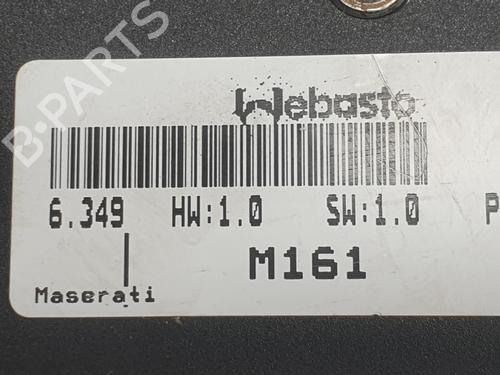 B-PARTS
Webasto
6.349 HW:1.0 SW:1.0 P
M161
Maserati